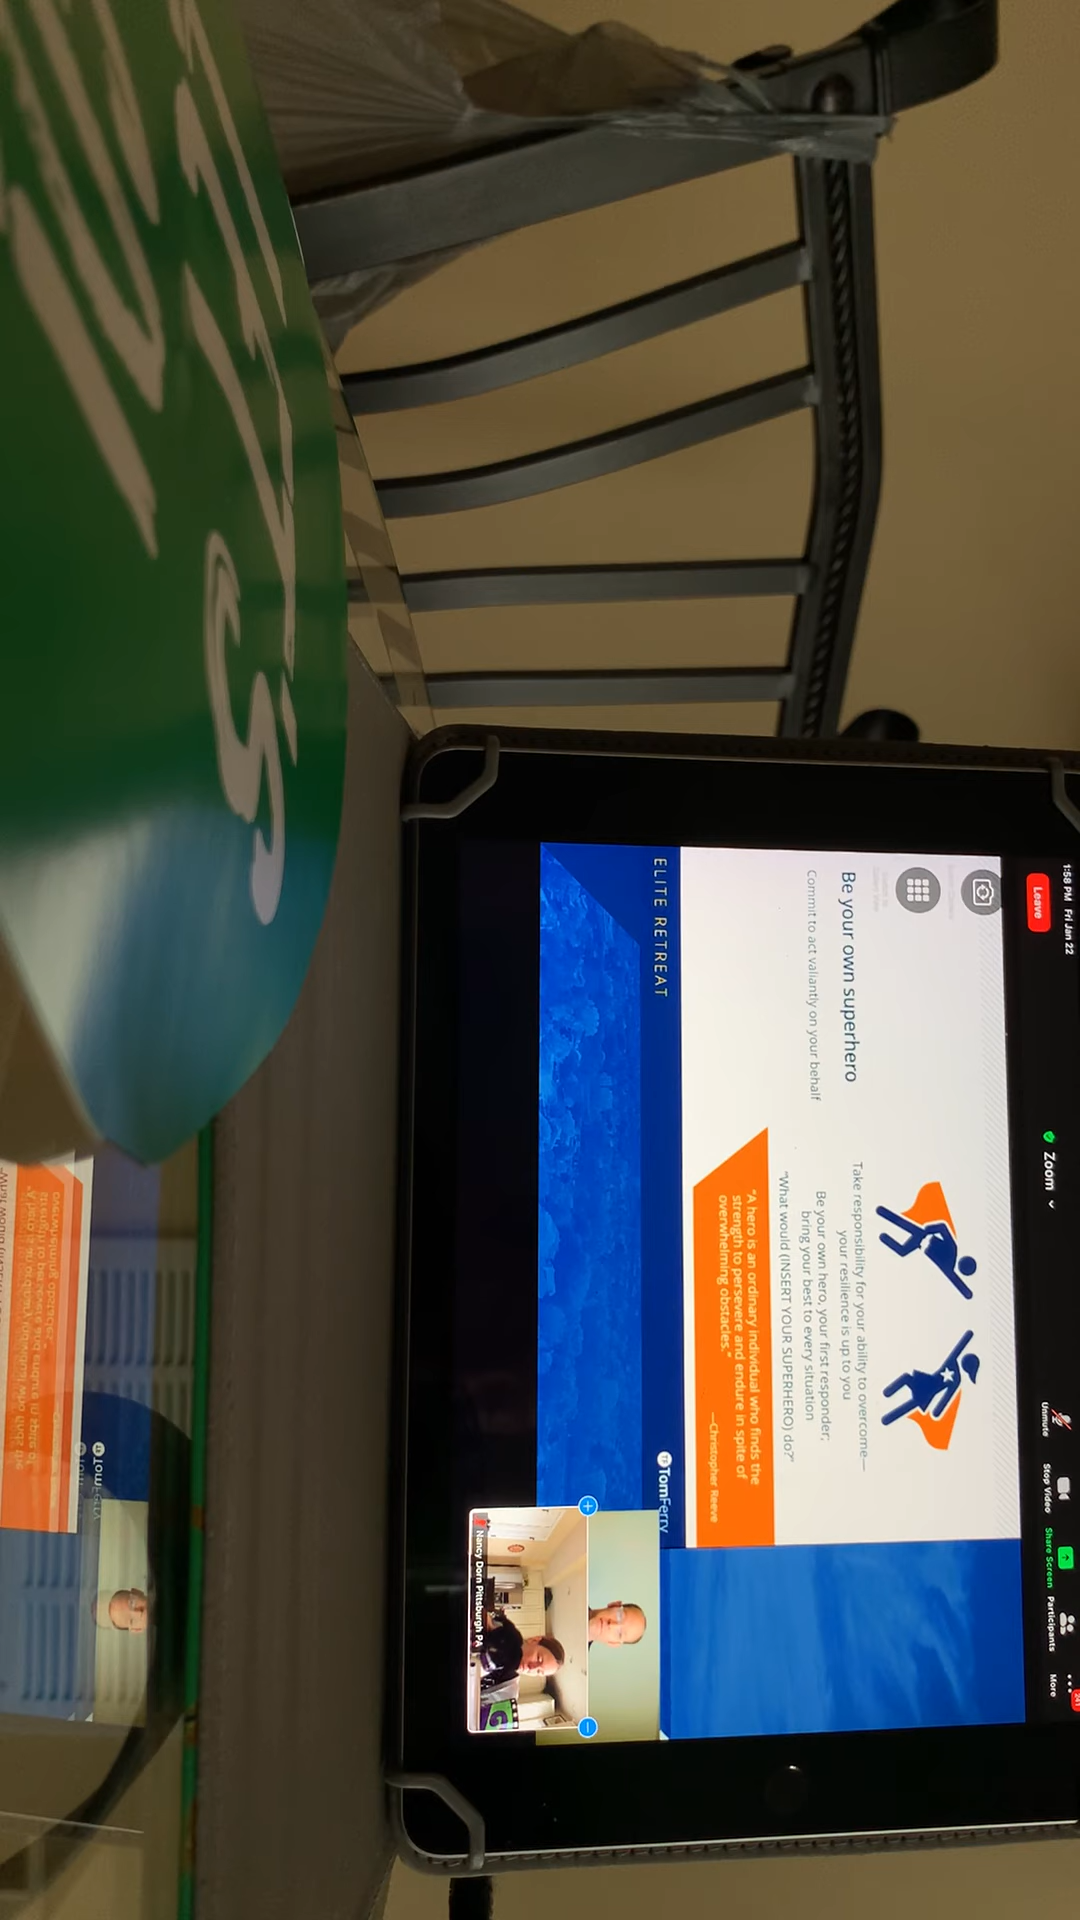 1:58 PM Fri Jan 22
Leave
Zoom
Unmute
Stop Video
Share Screen
Participants
More
Be your own superhero
Commit to act valiantly on your behalf
Take responsibility for your ability to overcome—
your resilience is up to you
Be your own hero, your first responder;
bring your best to every situation
"What would (INSERT YOUR SUPERHERO) do?"
"A hero is an ordinary individual who finds the
strength to persevere and endure in spite of
overwhelming obstacles."
—Christopher Reeve
ELITE RETREAT
TomFerry
Nancy Dorn Pittsburgh PA